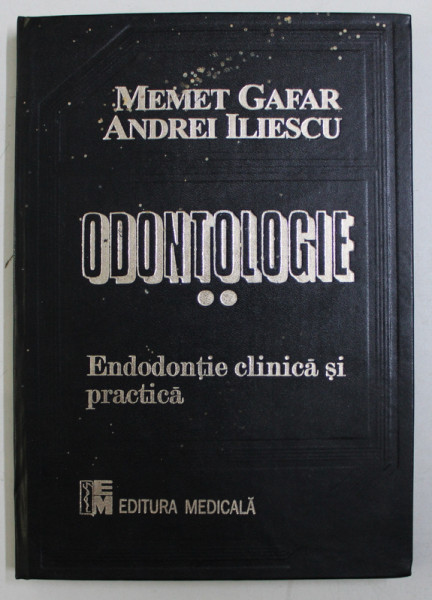 MEMET GAFAR
ANDREI ILIESCU
ODONTOLOGIE
●●
Endodonție clinică și
practică
EM EDITURA MEDICALĂ